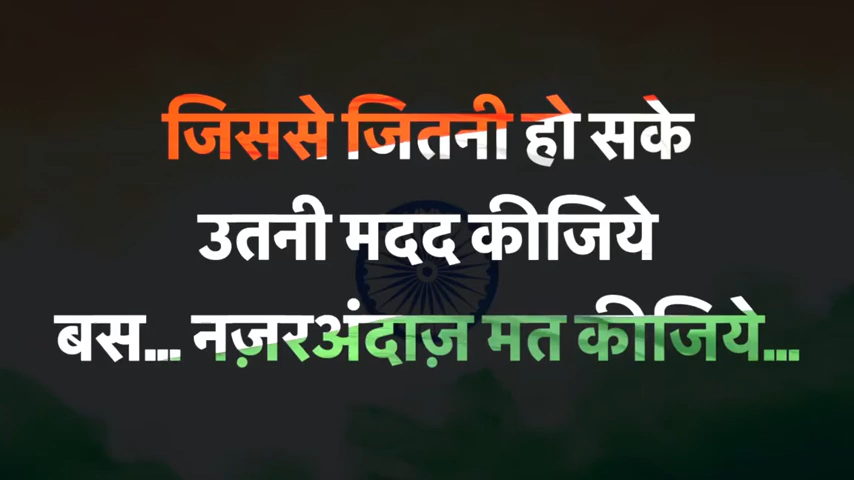 जिससे जितनी हो सके
उतनी मदद कीजिये
बस... नज़रअंदाज़ मत कीजिये...